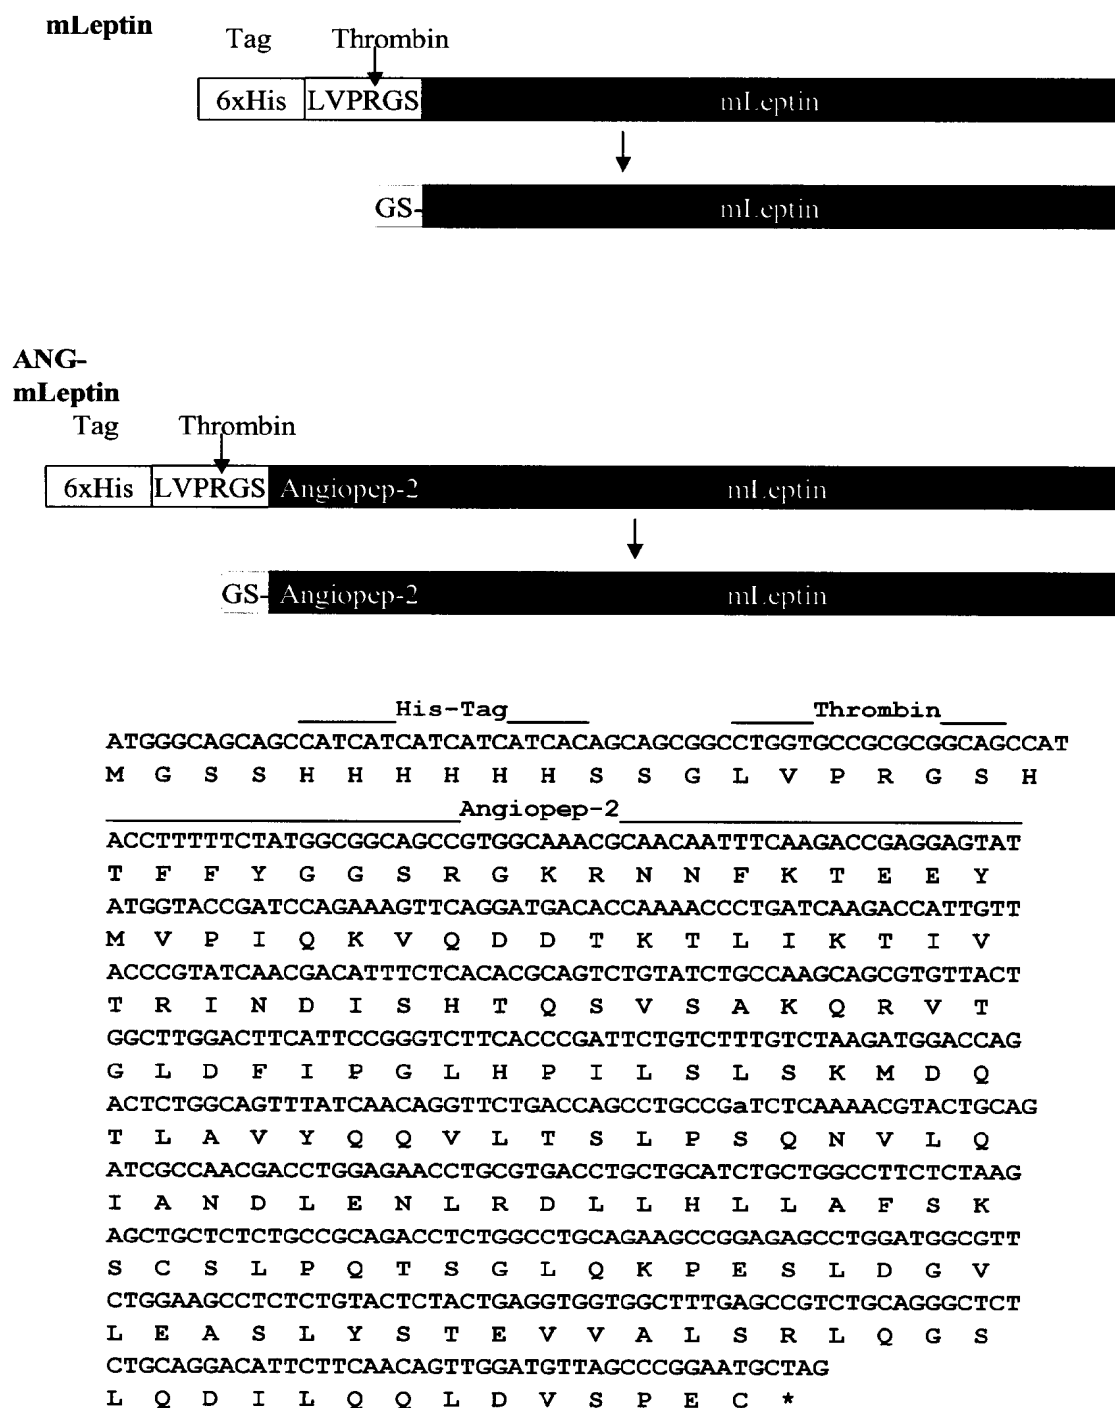 mLeptin
Tag Thrombin
6xHis LVPRGS mLeptin
GS- mLeptin
ANG-
mLeptin
Tag Thrombin
6xHis LVPRGS Angiopep-2 mLeptin
GS- Angiopep-2 mLeptin
His-Tag Thrombin
ATGGGCAGCAGCCATCATCATCATCATCACAGCAGCGGCCTGGTGCCGCGCGGCAGCCAT
M G S S H H H H H H S S G L V P R G S H
Angiopep-2
ACCTTTTTCTATGGCGGCAGCCGTGGCAAACGCAACAATTTCAAGACCGAGGAGTAT
T F F Y G G S R G K R N N F K T E E Y
ATGGTACCGATCCAGAAAGTTCAGGATGACACCAAAACCCTGATCAAGACCATTGTT
M V P I Q K V Q D D T K T L I K T I V
ACCCGTATCAACGACATTTCTCACACGCAGTCTGTATCTGCCAAGCAGCGTGTTACT
T R I N D I S H T Q S V S A K Q R V T
GGCTTGGACTTCATTCCGGGTCTTCACCCGATTCTGTCTTTGTCTAAGATGGACCAG
G L D F I P G L H P I L S L S K M D Q
ACTCTGGCAGTTTATCAACAGGTTCTGACCAGCCTGCCGaTCTCAAAACGTACTGCAG
T L A V Y Q Q V L T S L P S Q N V L Q
ATCGCCAACGACCTGGAGAACCTGCGTGACCTGCTGCATCTGCTGGCCTTCTCTAAG
I A N D L E N L R D L L H L L A F S K
AGCTGCTCTCTGCCGCAGACCTCTGGCCTGCAGAAGCCGGAGAGCCTGGATGGCGTT
S C S L P Q T S G L Q K P E S L D G V
CTGGAAGCCTCTCTGTACTCTACTGAGGTGGTGGCTTTGAGCCGTCTGCAGGGCTCT
L E A S L Y S T E V V A L S R L Q G S
CTGCAGGACATTCTTCAACAGTTGGATGTTAGCCCGGAATGCTAG
L Q D I L Q Q L D V S P E C *